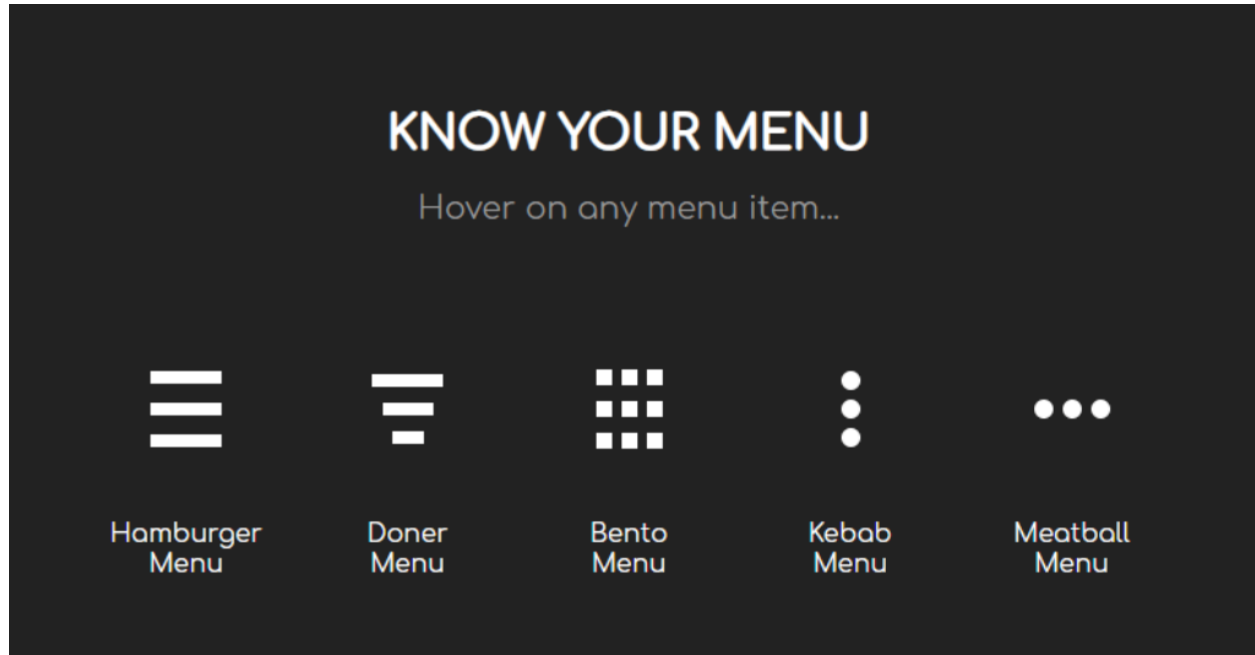 KNOW YOUR MENU
Hover on any menu item...
Hamburger
Menu
Doner
Menu
Bento
Menu
Kebab
Menu
Meatball
Menu